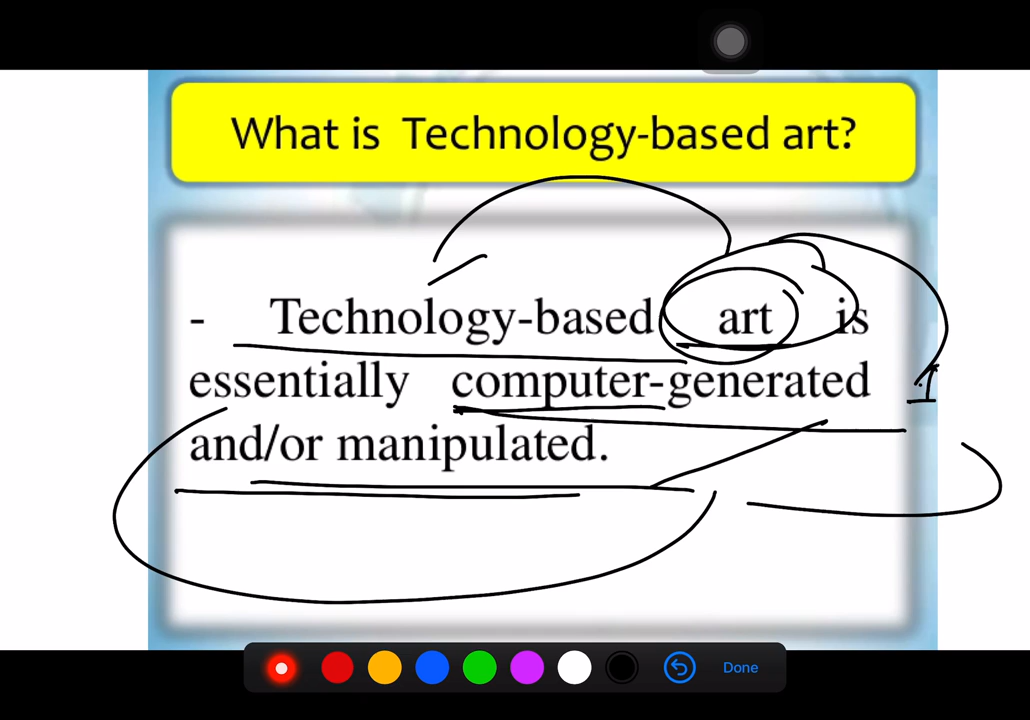 What is Technology-based art?
- Technology-based art is
essentially computer-generated
and/or manipulated.
Done